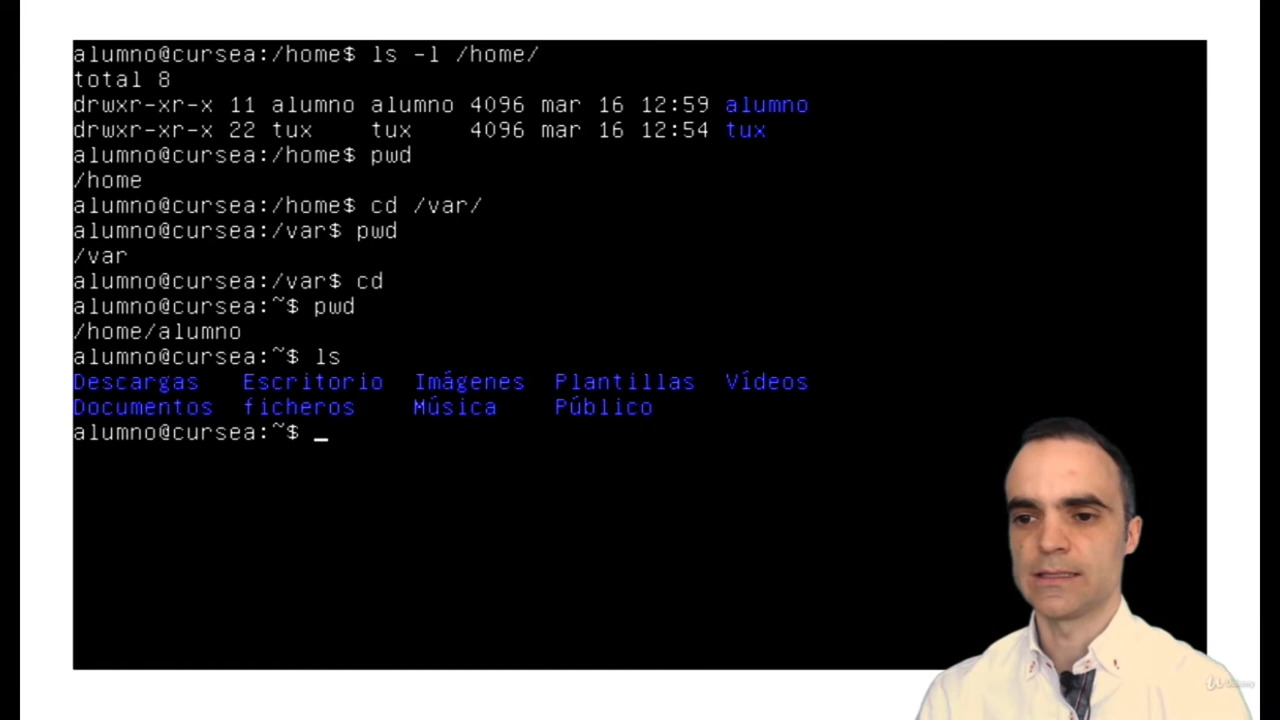 alumno@cursea:/home$ ls -l /home/
total 8
drwxr-xr-x 11 alumno alumno 4096 mar 16 12:59 alumno
drwxr-xr-x 22 tux    tux    4096 mar 16 12:54 tux
alumno@cursea:/home$ pwd
/home
alumno@cursea:/home$ cd /var/
alumno@cursea:/var$ pwd
/var
alumno@cursea:/var$ cd
alumno@cursea:~$ pwd
/home/alumno
alumno@cursea:~$ ls
Descargas   Escritorio  Imágenes  Plantillas  Vídeos
Documentos  ficheros    Música    Público
alumno@cursea:~$ _
Udemy